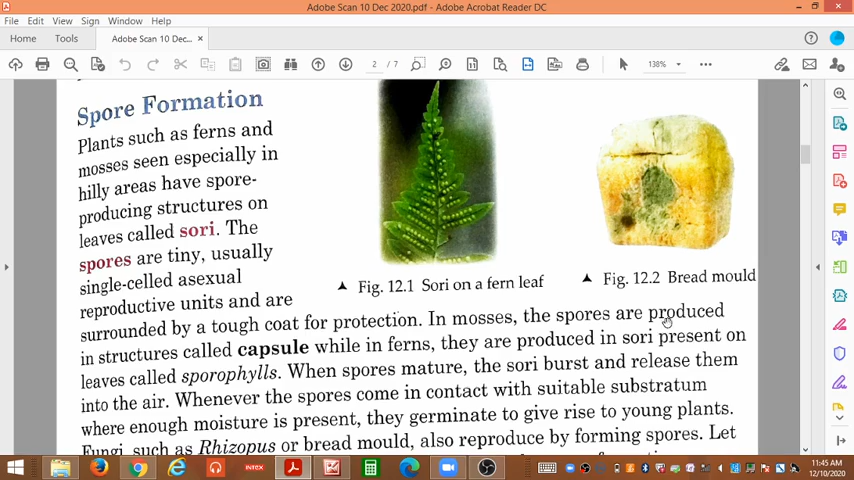 Adobe Scan 10 Dec 2020.pdf - Adobe Acrobat Reader DC
File Edit View Sign Window Help
Home Tools Adobe Scan 10 Dec... ×
2 / 7 138%
Spore Formation
Plants such as ferns and
mosses seen especially in
hilly areas have spore-
producing structures on
leaves called sori. The
spores are tiny, usually
single-celled asexual
reproductive units and are
surrounded by a tough coat for protection. In mosses, the spores are produced
in structures called capsule while in ferns, they are produced in sori present on
leaves called sporophylls. When spores mature, the sori burst and release them
into the air. Whenever the spores come in contact with suitable substratum
where enough moisture is present, they germinate to give rise to young plants.
Fungi, such as Rhizopus or bread mould, also reproduce by forming spores. Let
Fig. 12.1 Sori on a fern leaf
Fig. 12.2 Bread mould
INTEX
11:45 AM
12/10/2020